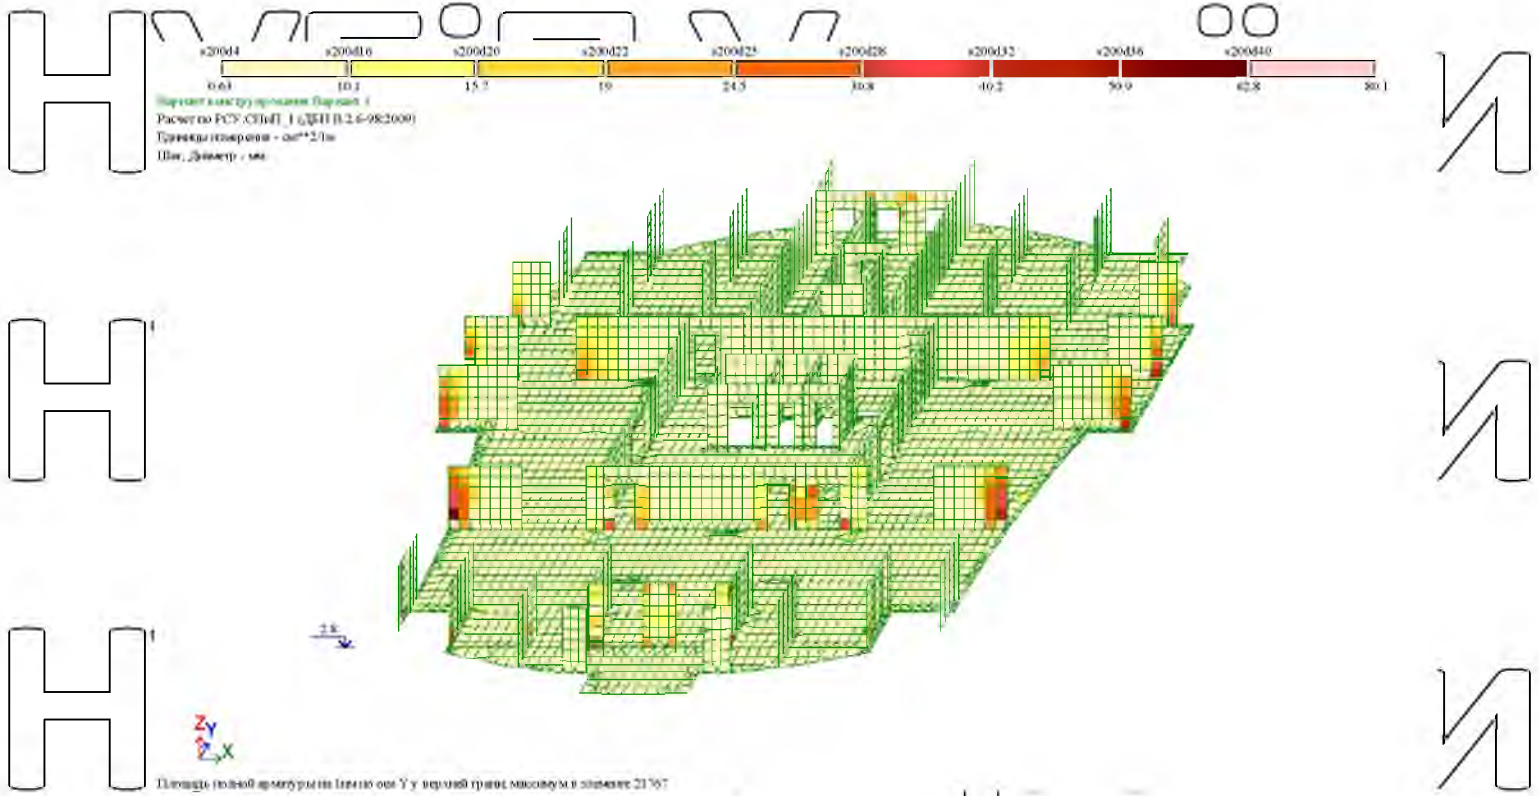 s200d4 s200d16 s200d20 s200d22 s200d25 s200d28 s200d32 s200d36 s200d40
0.63 10.1 15.7 19 24.5 30.8 40.2 50.9 62.8 80.1
Вариант конструирования:Вариант 1
Расчет по РСУ:СНиП_1 (ДБН В.2.6-98:2009)
Единицы измерения - см**2/1м
Шаг, Диаметр - мм
2.8
Z
Y
X
Площадь полной арматуры на 1пм по оси Y у верхней грани; максимум в элементе 21767